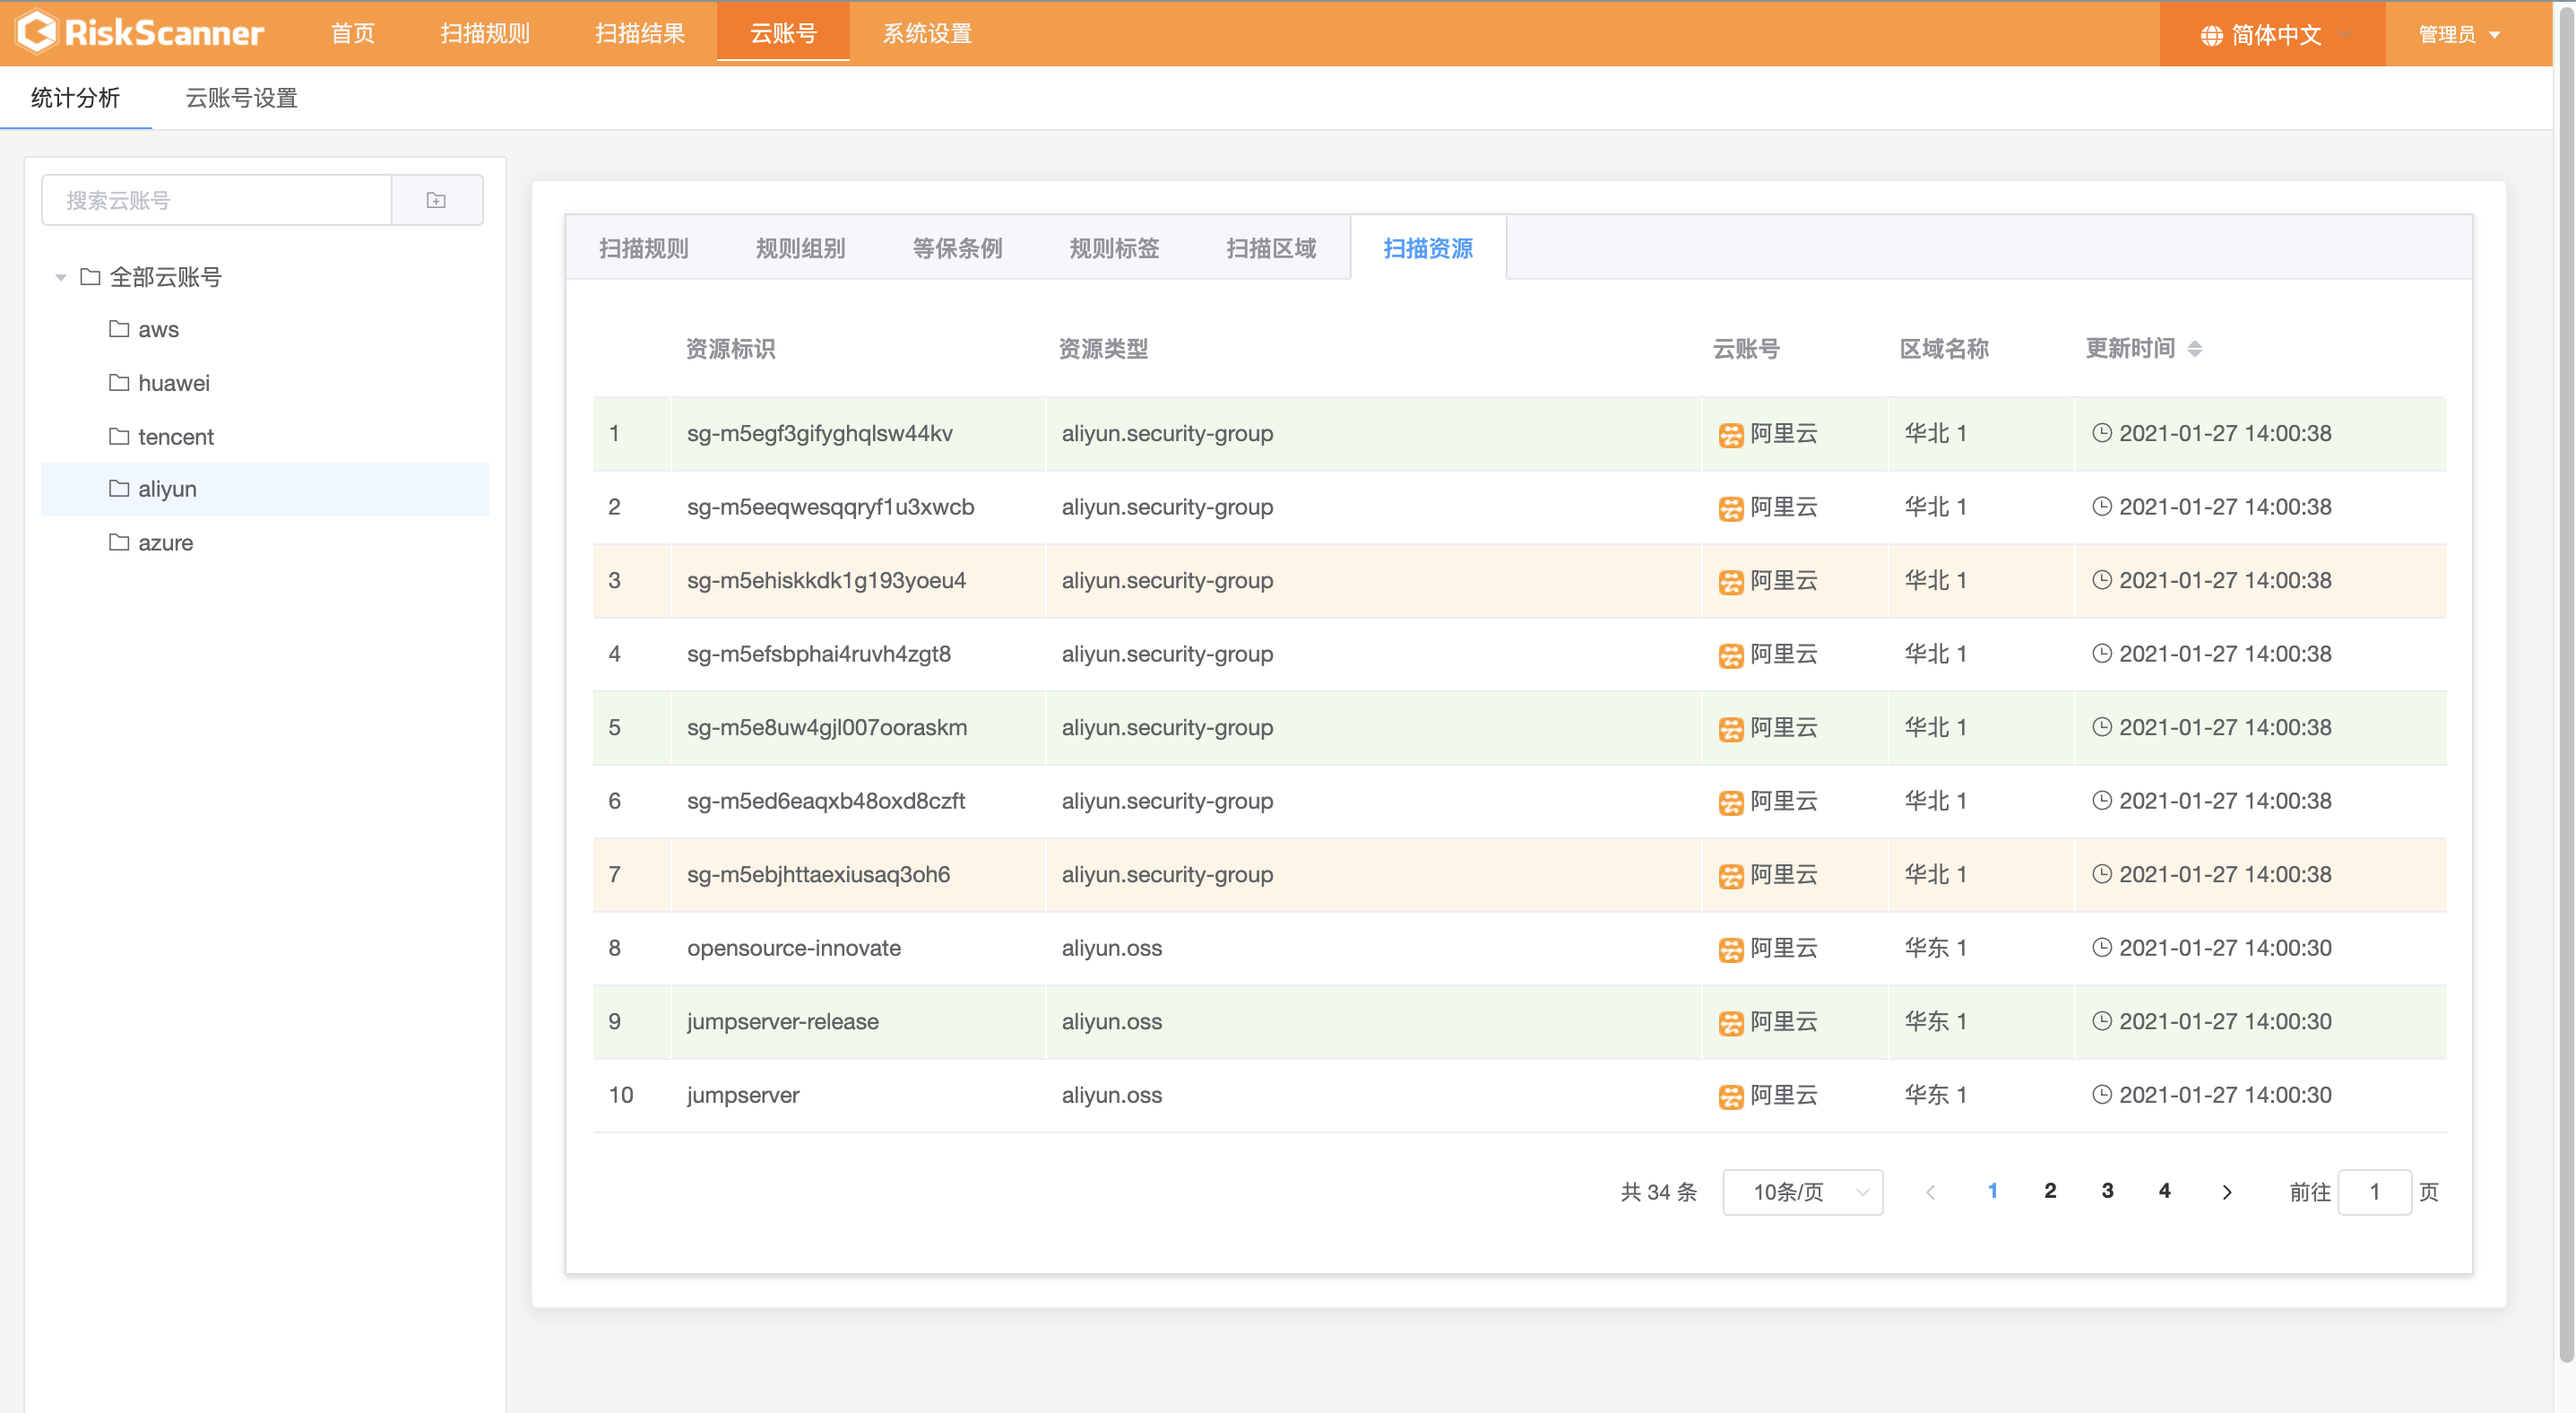 RiskScanner 首页 扫描规则 扫描结果 云账号 系统设置 简体中文 管理员
统计分析 云账号设置
搜索云账号
全部云账号
aws
huawei
tencent
aliyun
azure
扫描规则 规则组别 等保条例 规则标签 扫描区域 扫描资源
资源标识 资源类型 云账号 区域名称 更新时间
1 sg-m5egf3gifyghqlsw44kv aliyun.security-group 阿里云 华北 1 2021-01-27 14:00:38
2 sg-m5eeqwesqqryf1u3xwcb aliyun.security-group 阿里云 华北 1 2021-01-27 14:00:38
3 sg-m5ehiskkdk1g193yoeu4 aliyun.security-group 阿里云 华北 1 2021-01-27 14:00:38
4 sg-m5efsbphai4ruvh4zgt8 aliyun.security-group 阿里云 华北 1 2021-01-27 14:00:38
5 sg-m5e8uw4gjl007ooraskm aliyun.security-group 阿里云 华北 1 2021-01-27 14:00:38
6 sg-m5ed6eaqxb48oxd8czft aliyun.security-group 阿里云 华北 1 2021-01-27 14:00:38
7 sg-m5ebjhttaexiusaq3oh6 aliyun.security-group 阿里云 华北 1 2021-01-27 14:00:38
8 opensource-innovate aliyun.oss 阿里云 华东 1 2021-01-27 14:00:30
9 jumpserver-release aliyun.oss 阿里云 华东 1 2021-01-27 14:00:30
10 jumpserver aliyun.oss 阿里云 华东 1 2021-01-27 14:00:30
共 34 条 10条/页 1 2 3 4 前往 1 页